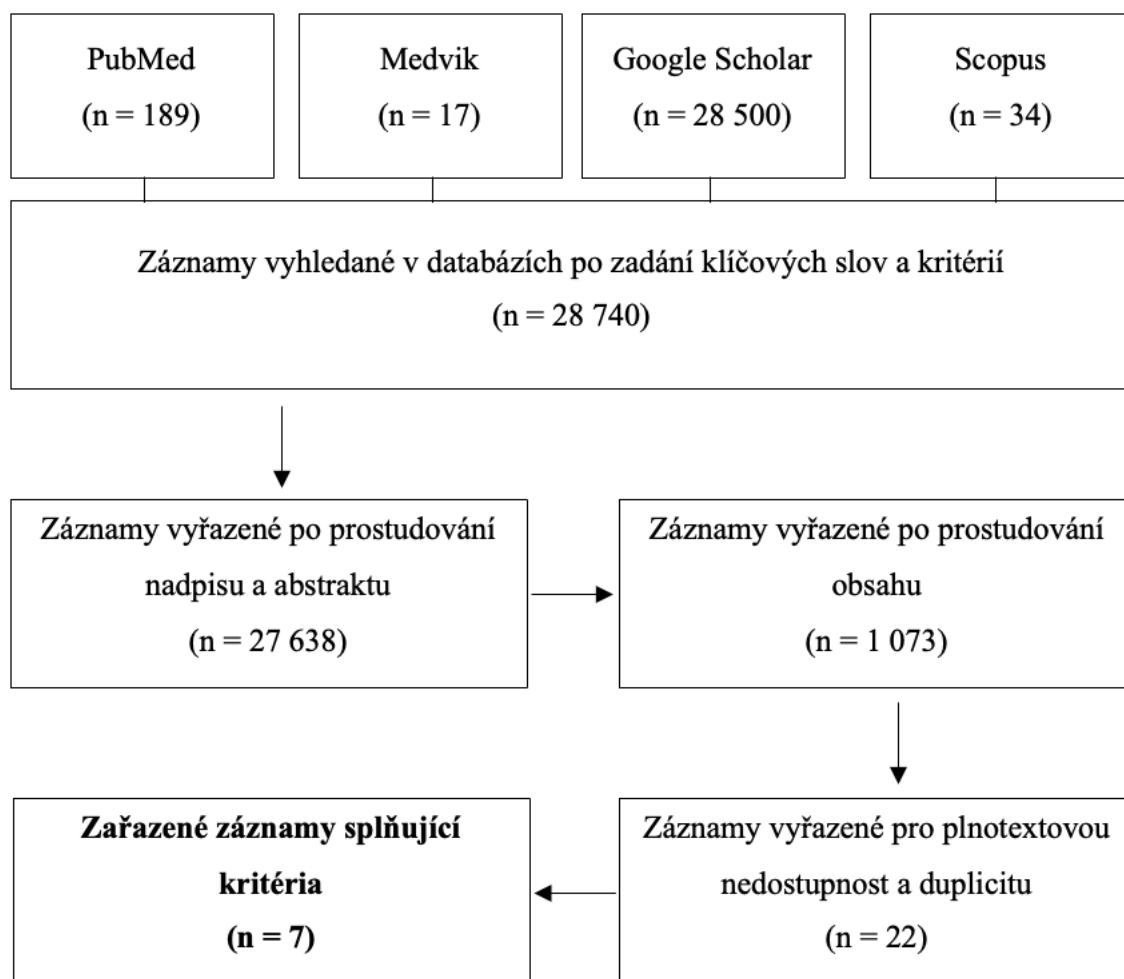 PubMed
(n = 189)
Medvik
(n = 17)
Google Scholar
(n = 28 500)
Scopus
(n = 34)
Záznamy vyhledané v databázích po zadání klíčových slov a kritérií
(n = 28 740)
Záznamy vyřazené po prostudování
nadpisu a abstraktu
(n = 27 638)
Záznamy vyřazené po prostudování
obsahu
(n = 1 073)
Záznamy vyřazené pro plnotextovou
nedostupnost a duplicitu
(n = 22)
Zařazené záznamy splňující
kritéria
(n = 7)